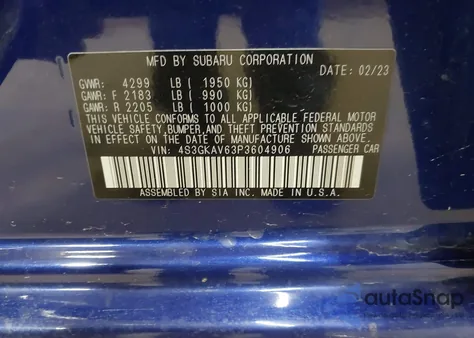 MFD BY SUBARU CORPORATION
DATE: 02/23
GVWR: 4299 LB ( 1950 KG)
GAWR: F 2183 LB ( 990 KG)
GAWR: R 2205 LB ( 1000 KG)
THIS VEHICLE CONFORMS TO ALL APPLICABLE FEDERAL MOTOR
VEHICLE SAFETY, BUMPER, AND THEFT PREVENTION STANDARDS
IN EFFECT ON THE DATE OF MANUFACTURE SHOWN ABOVE.
VIN: 4S3GKAV63P3604906 PASSENGER CAR
ASSEMBLED BY SIA INC. MADE IN U.S.A.
autoSnap